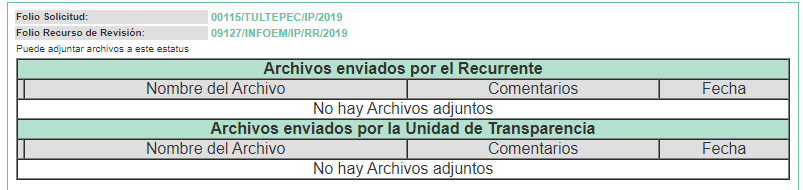 Folio Solicitud: 00115/TULTEPEC/IP/2019
Folio Recurso de Revisión: 09127/INFOEM/IP/RR/2019
Puede adjuntar archivos a este estatus
Archivos enviados por el Recurrente
Nombre del Archivo Comentarios Fecha
No hay Archivos adjuntos
Archivos enviados por la Unidad de Transparencia
Nombre del Archivo Comentarios Fecha
No hay Archivos adjuntos